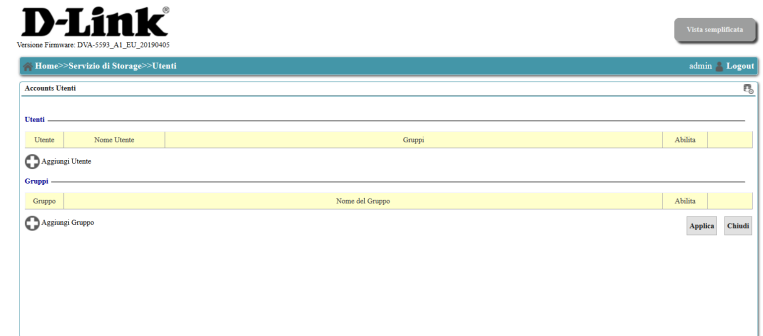 D-Link®
Vista semplificata
Versione Firmware: DVA-5593_A1_EU_20190405
Home>>Servizio di Storage>>Utenti
admin Logout
Accounts Utenti
Utenti
Utente Nome Utente Gruppi Abilita
Aggiungi Utente
Gruppi
Gruppo Nome del Gruppo Abilita
Aggiungi Gruppo
Applica Chiudi